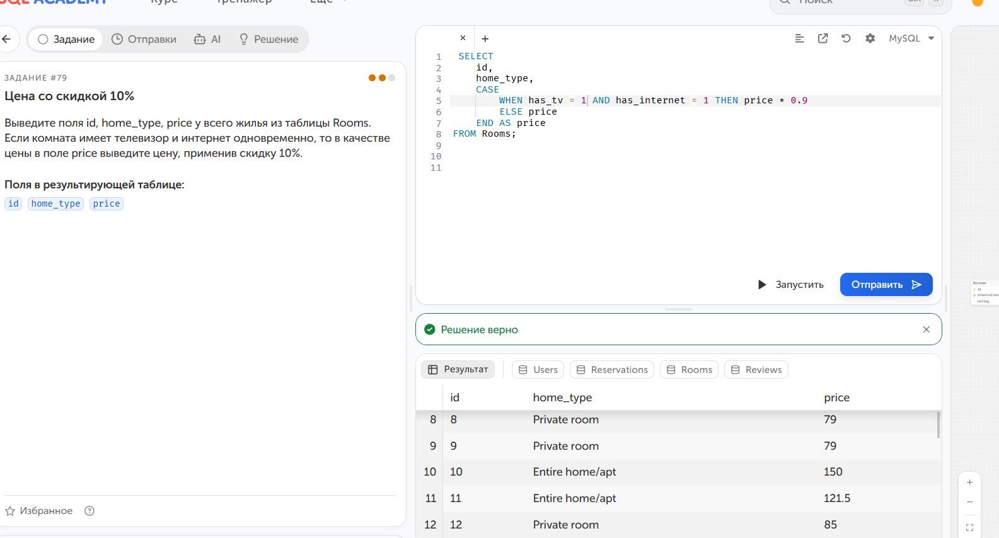 SQL ACADEMY
Курс
Тренажер
Ещё
Поиск
Ctrl
K
Задание
Отправки
AI
Решение
ЗАДАНИЕ #79
Цена со скидкой 10%
Выведите поля id, home_type, price у всего жилья из таблицы Rooms.
Если комната имеет телевизор и интернет одновременно, то в качестве
цены в поле price выведите цену, применив скидку 10%.
Поля в результирующей таблице:
id home_type price
Избранное
MySQL
1 SELECT
2 id,
3 home_type,
4 CASE
5 WHEN has_tv = 1 AND has_internet = 1 THEN price * 0.9
6 ELSE price
7 END AS price
8 FROM Rooms;
9
10
11
Запустить
Отправить
Решение верно
Результат
Users
Reservations
Rooms
Reviews
id home_type price
8 8 Private room 79
9 9 Private room 79
10 10 Entire home/apt 150
11 11 Entire home/apt 121.5
12 12 Private room 85
Reviews
id
reservation
rating